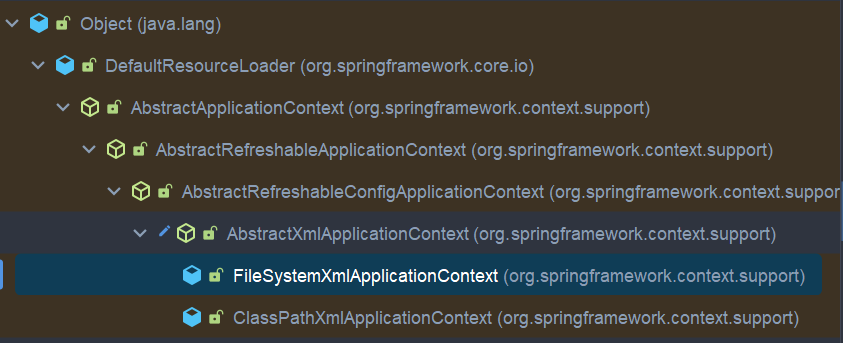 Object (java.lang)
DefaultResourceLoader (org.springframework.core.io)
AbstractApplicationContext (org.springframework.context.support)
AbstractRefreshableApplicationContext (org.springframework.context.support)
AbstractRefreshableConfigApplicationContext (org.springframework.context.suppor
AbstractXmlApplicationContext (org.springframework.context.support)
FileSystemXmlApplicationContext (org.springframework.context.support)
ClassPathXmlApplicationContext (org.springframework.context.support)